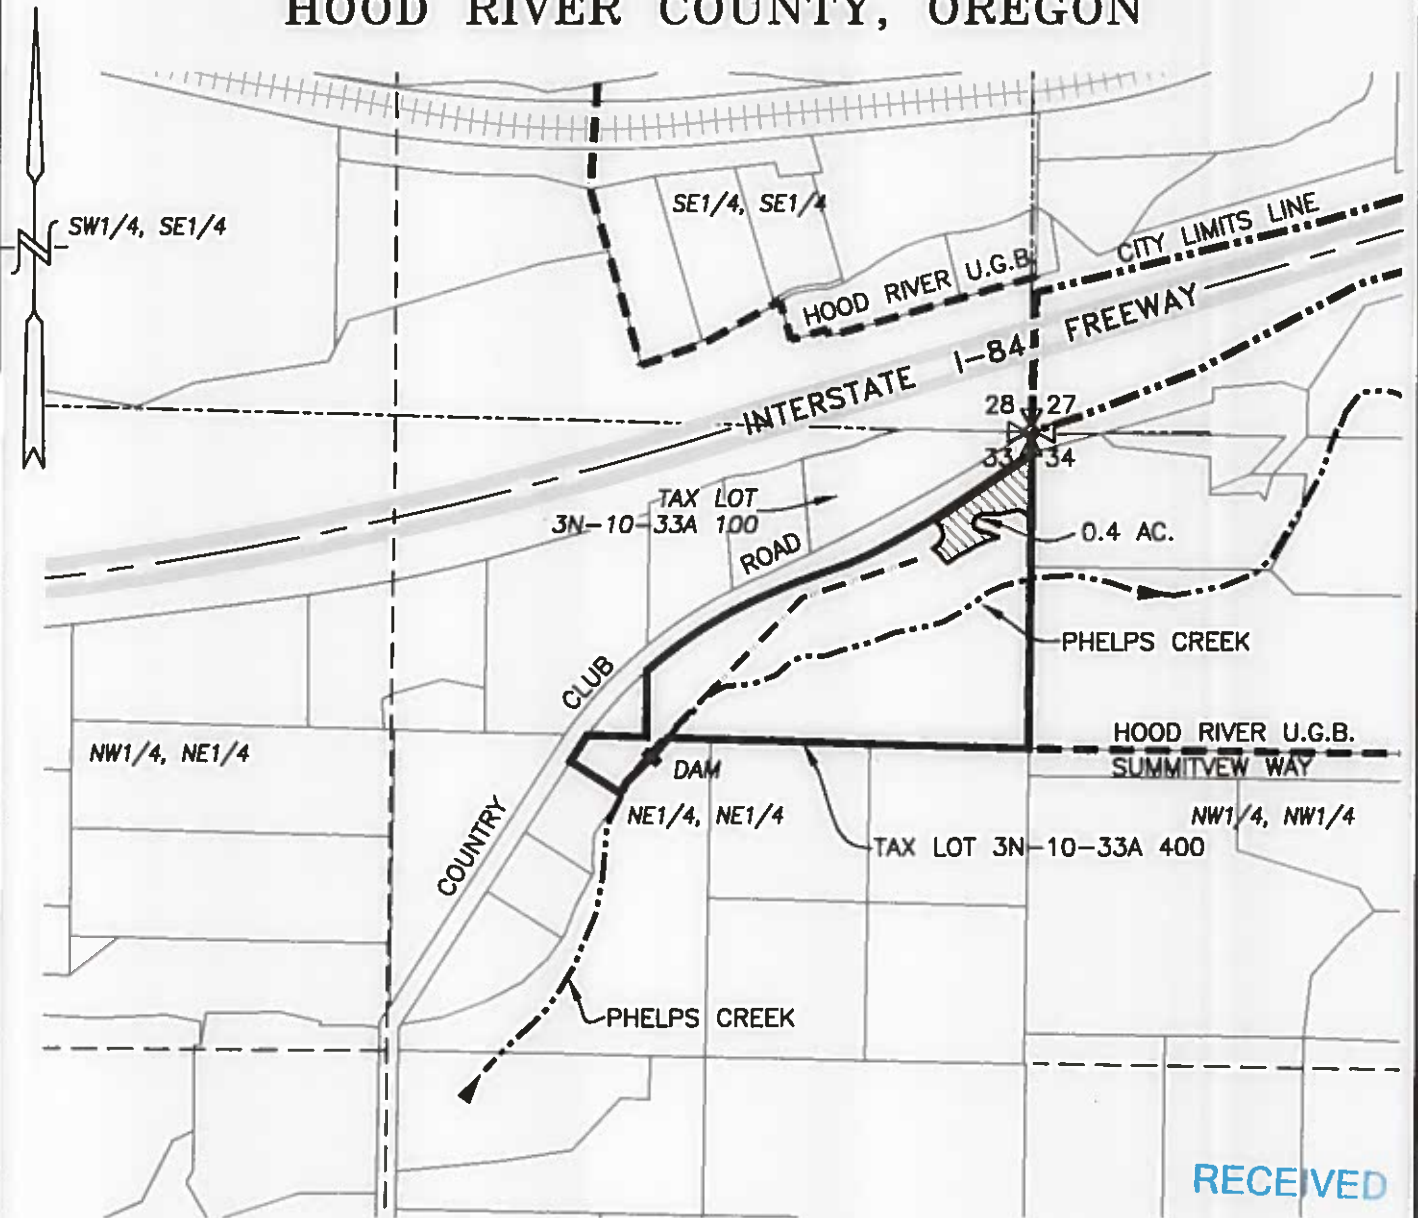 HOOD RIVER COUNTY, OREGON
N
SW1/4, SE1/4
SE1/4, SE1/4
CITY LIMITS LINE
HOOD RIVER U.G.B.
INTERSTATE I-84 FREEWAY
28 27
33 34
TAX LOT
3N-10-33A 100
0.4 AC.
ROAD
PHELPS CREEK
CLUB
HOOD RIVER U.G.B.
SUMMITVEW WAY
NW1/4, NE1/4
DAM
NE1/4, NE1/4
NW1/4, NW1/4
COUNTRY
TAX LOT 3N-10-33A 400
PHELPS CREEK
RECEIVED